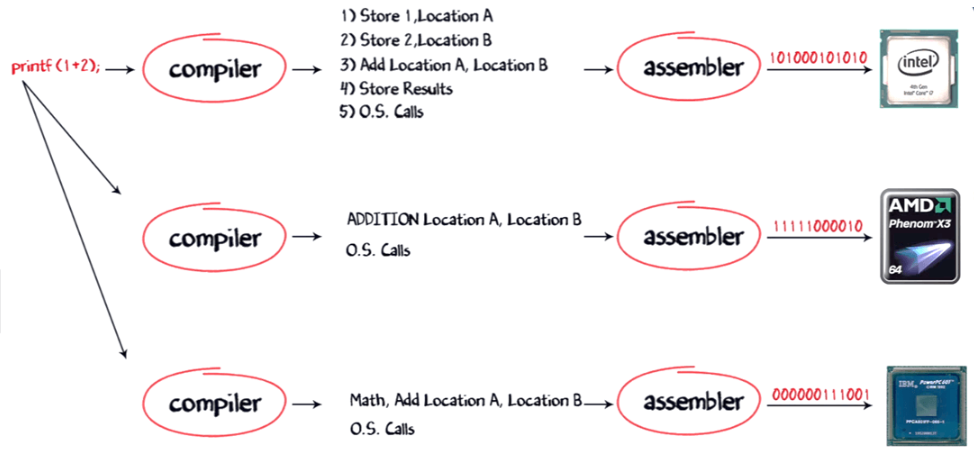 printf(1+2);
compiler
1) Store 1,Location A
2) Store 2,Location B
3) Add Location A, Location B
4) Store Results
5) O.S. Calls
assembler
101000101010
intel
4th Gen
Intel Core i7
compiler
ADDITION Location A, Location B
O.S. Calls
assembler
11111000010
AMD
Phenom X3
64
compiler
Math, Add Location A, Location B
O.S. Calls
assembler
000000111001
IBM
PowerPC 601